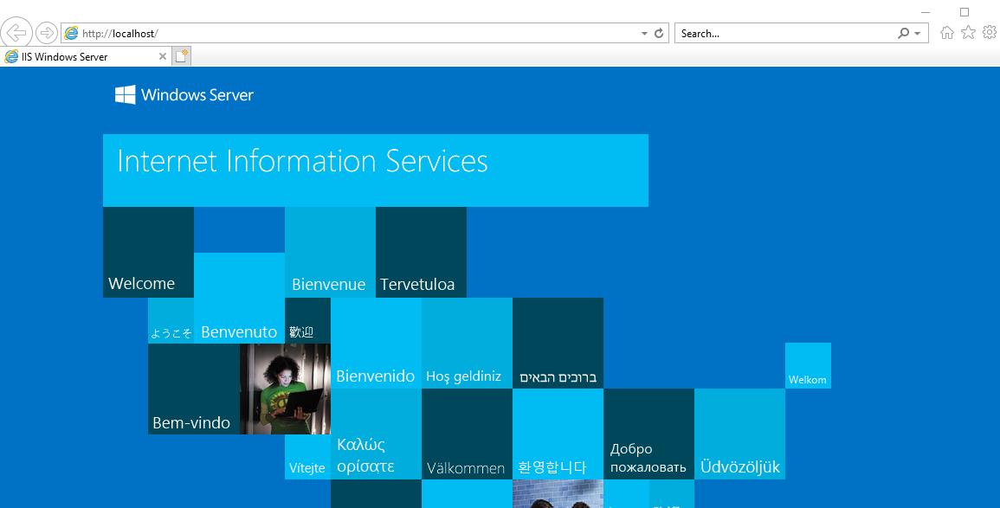 http://localhost/
Search...
IIS Windows Server
Windows Server
Internet Information Services
Welcome
Bienvenue
Tervetuloa
ようこそ
Benvenuto
歡迎
Bienvenido
Hoş geldiniz
ברוכים הבאים
Welkom
Bem-vindo
Vítejte
Καλώς
ορίσατε
Välkommen
환영합니다
Добро
пожаловать
Üdvözöljük